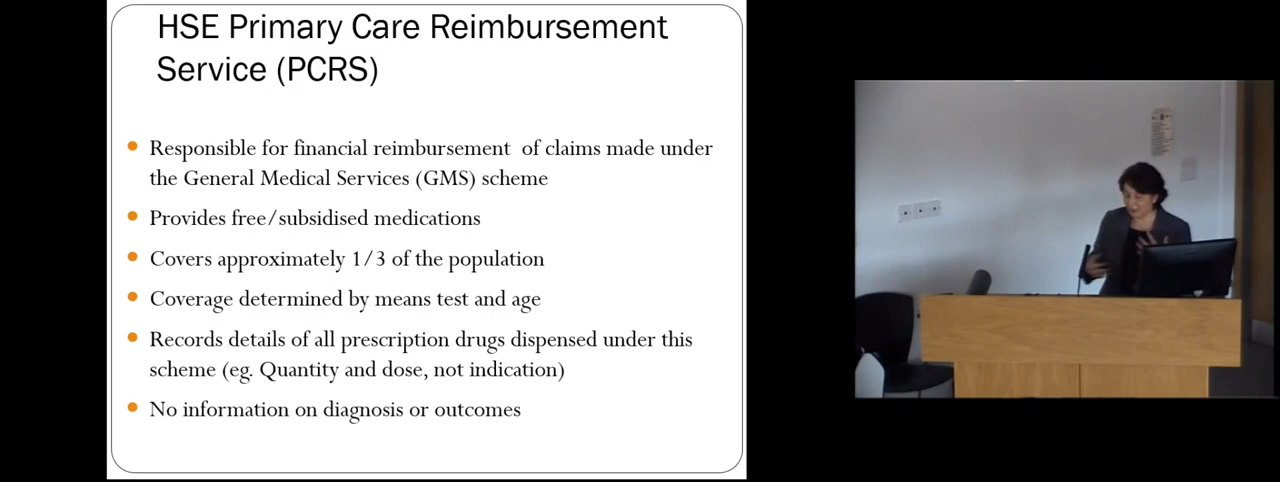 HSE Primary Care Reimbursement
Service (PCRS)
Responsible for financial reimbursement of claims made under
the General Medical Services (GMS) scheme
Provides free/subsidised medications
Covers approximately 1/3 of the population
Coverage determined by means test and age
Records details of all prescription drugs dispensed under this
scheme (eg. Quantity and dose, not indication)
No information on diagnosis or outcomes